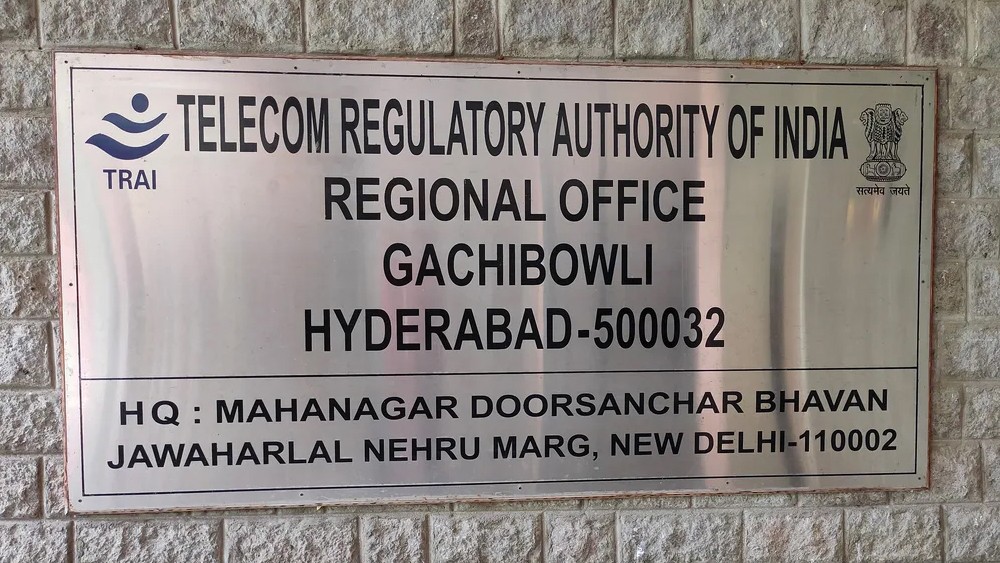 TELECOM REGULATORY AUTHORITY OF INDIA
TRAI
सत्यमेव जयते
REGIONAL OFFICE
GACHIBOWLI
HYDERABAD-500032
HQ : MAHANAGAR DOORSANCHAR BHAVAN
JAWAHARLAL NEHRU MARG, NEW DELHI-110002